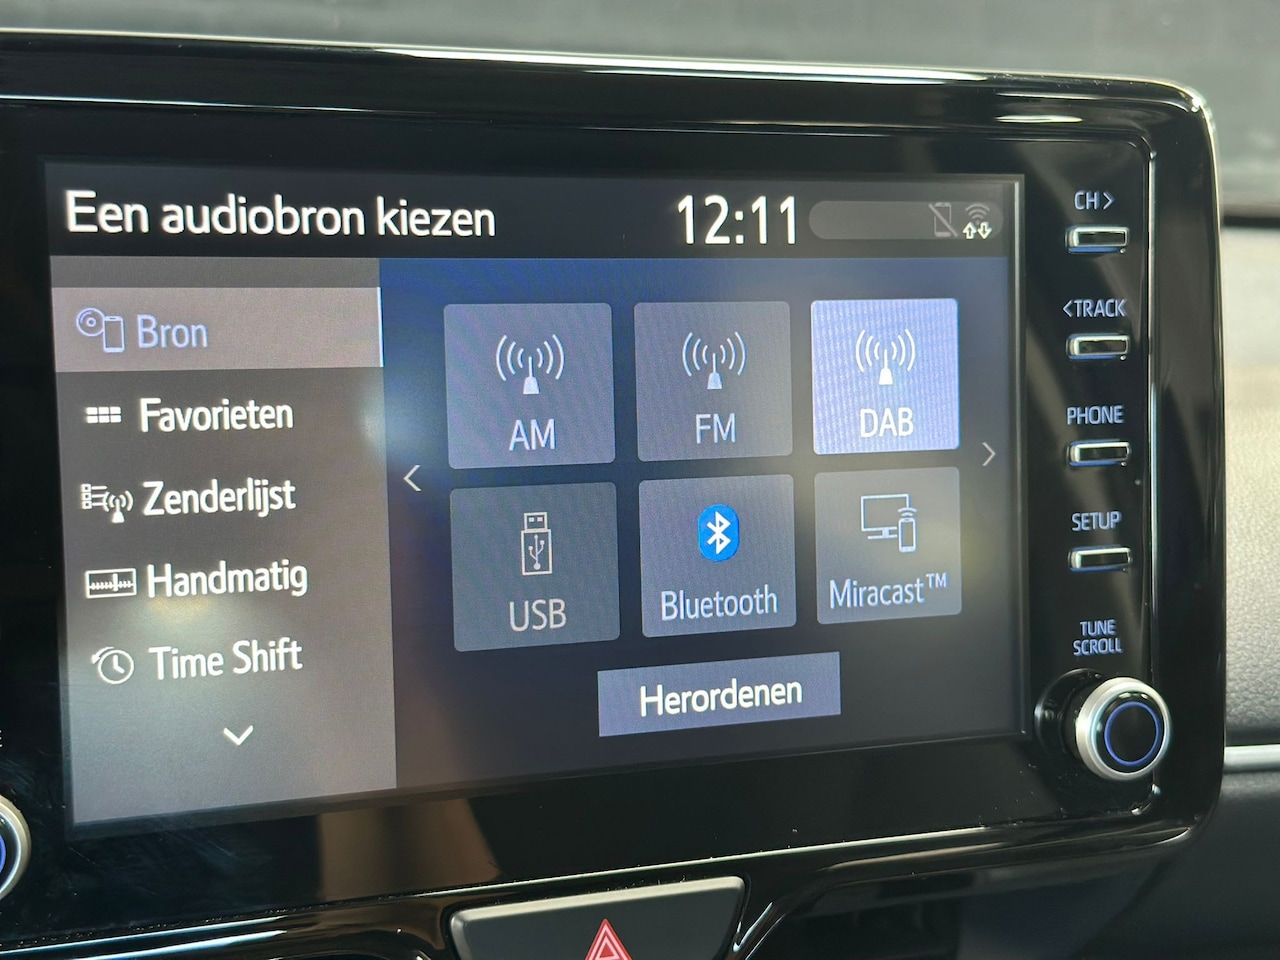 Een audiobron kiezen
12:11
Bron
Favorieten
Zenderlijst
Handmatig
Time Shift
AM
FM
DAB
USB
Bluetooth
Miracast™
Herordenen
CH>
<TRACK
PHONE
SETUP
TUNE
SCROLL